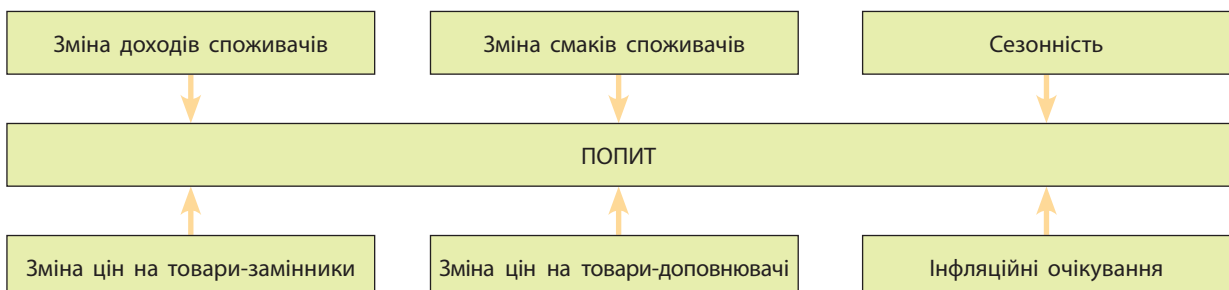 Зміна доходів споживачів
Зміна смаків споживачів
Сезонність
ПОПИТ
Зміна цін на товари-замінники
Зміна цін на товари-доповнювачі
Інфляційні очікування